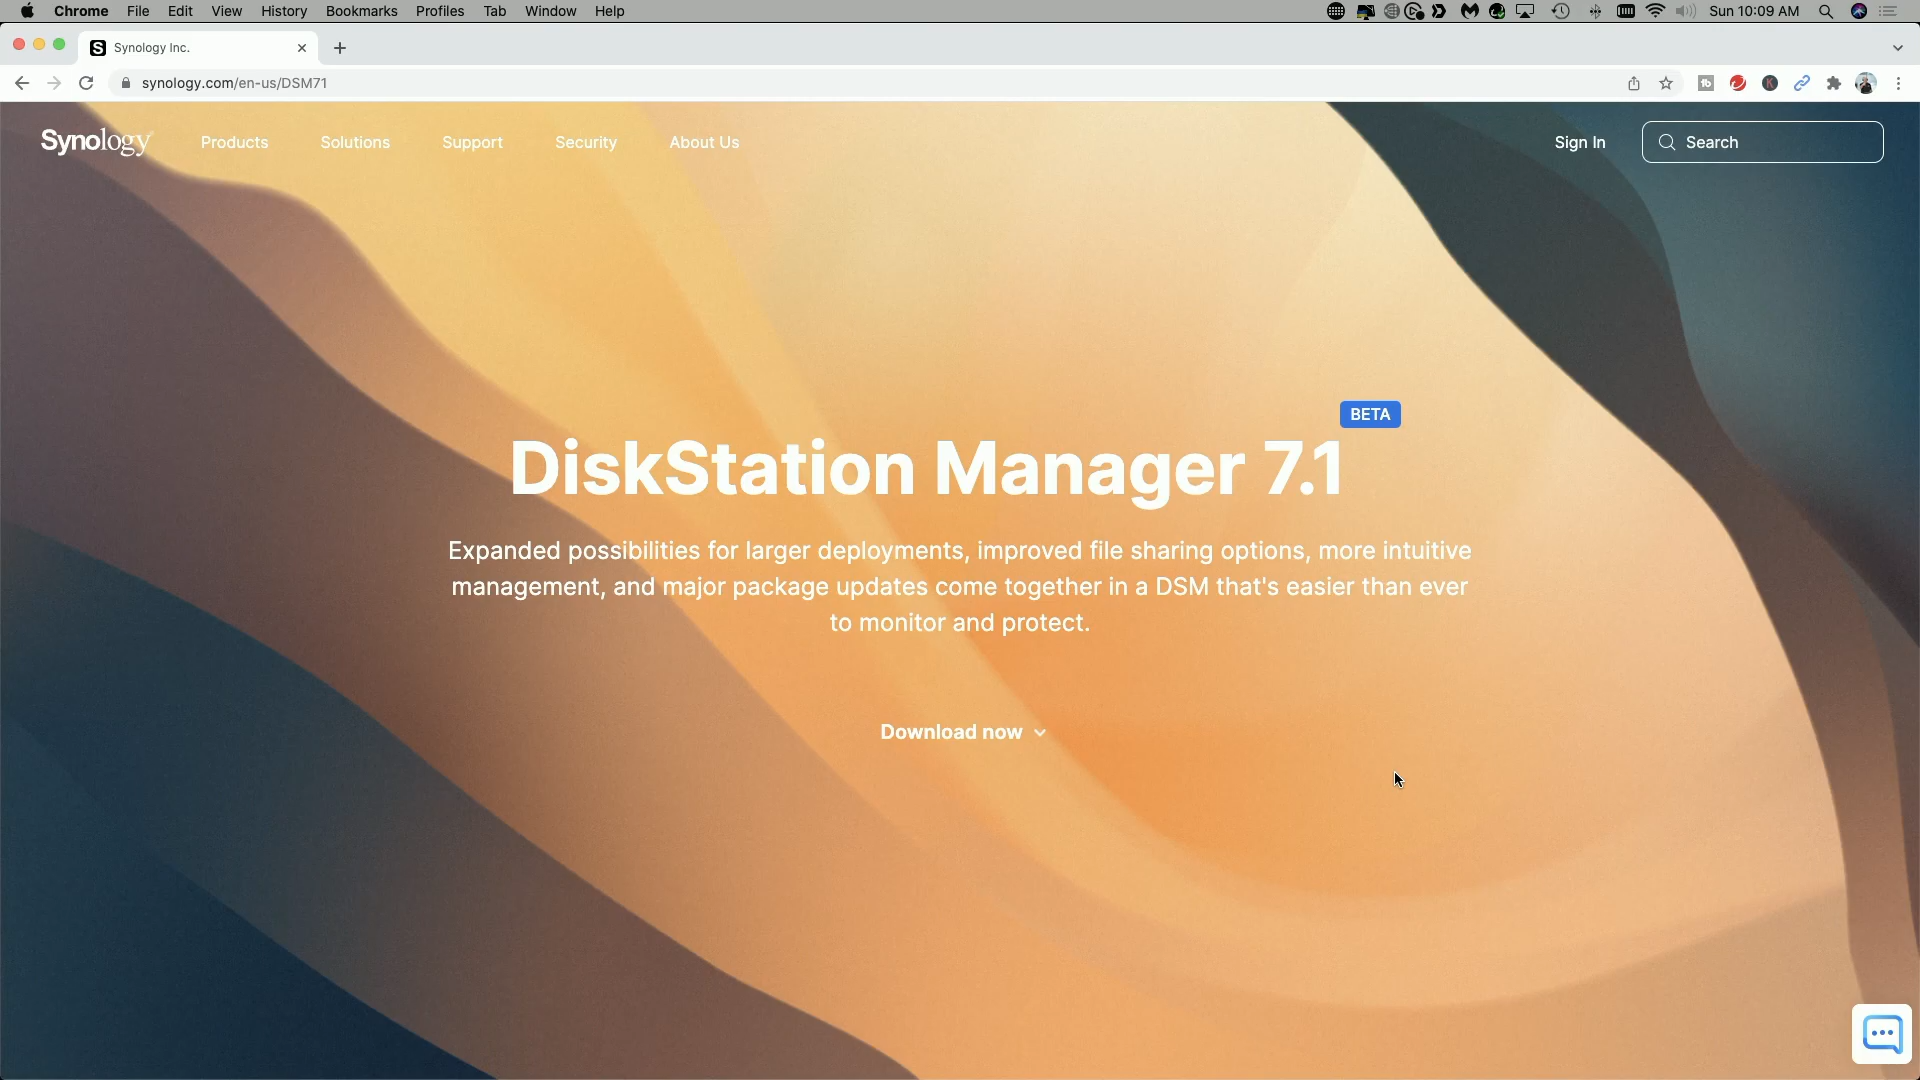 Chrome File Edit View History Bookmarks Profiles Tab Window Help Sun 10:09 AM
Synology Inc.
synology.com/en-us/DSM71
Synology Products Solutions Support Security About Us Sign In Search
BETA
DiskStation Manager 7.1
Expanded possibilities for larger deployments, improved file sharing options, more intuitive
management, and major package updates come together in a DSM that's easier than ever
to monitor and protect.
Download now